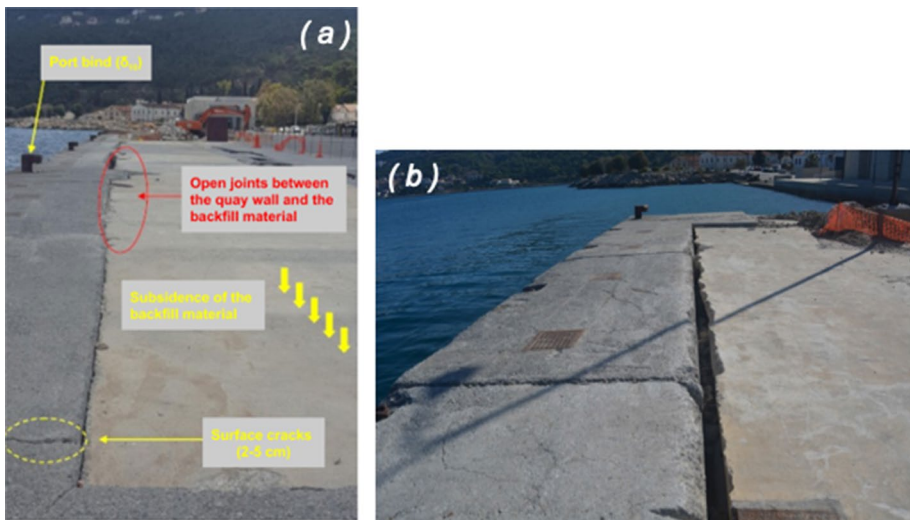 (a)
Port bind (δ₁₀)
Open joints between
the quay wall and the
backfill material
Subsidence of the
backfill material
Surface cracks
(2-5 cm)
(b)